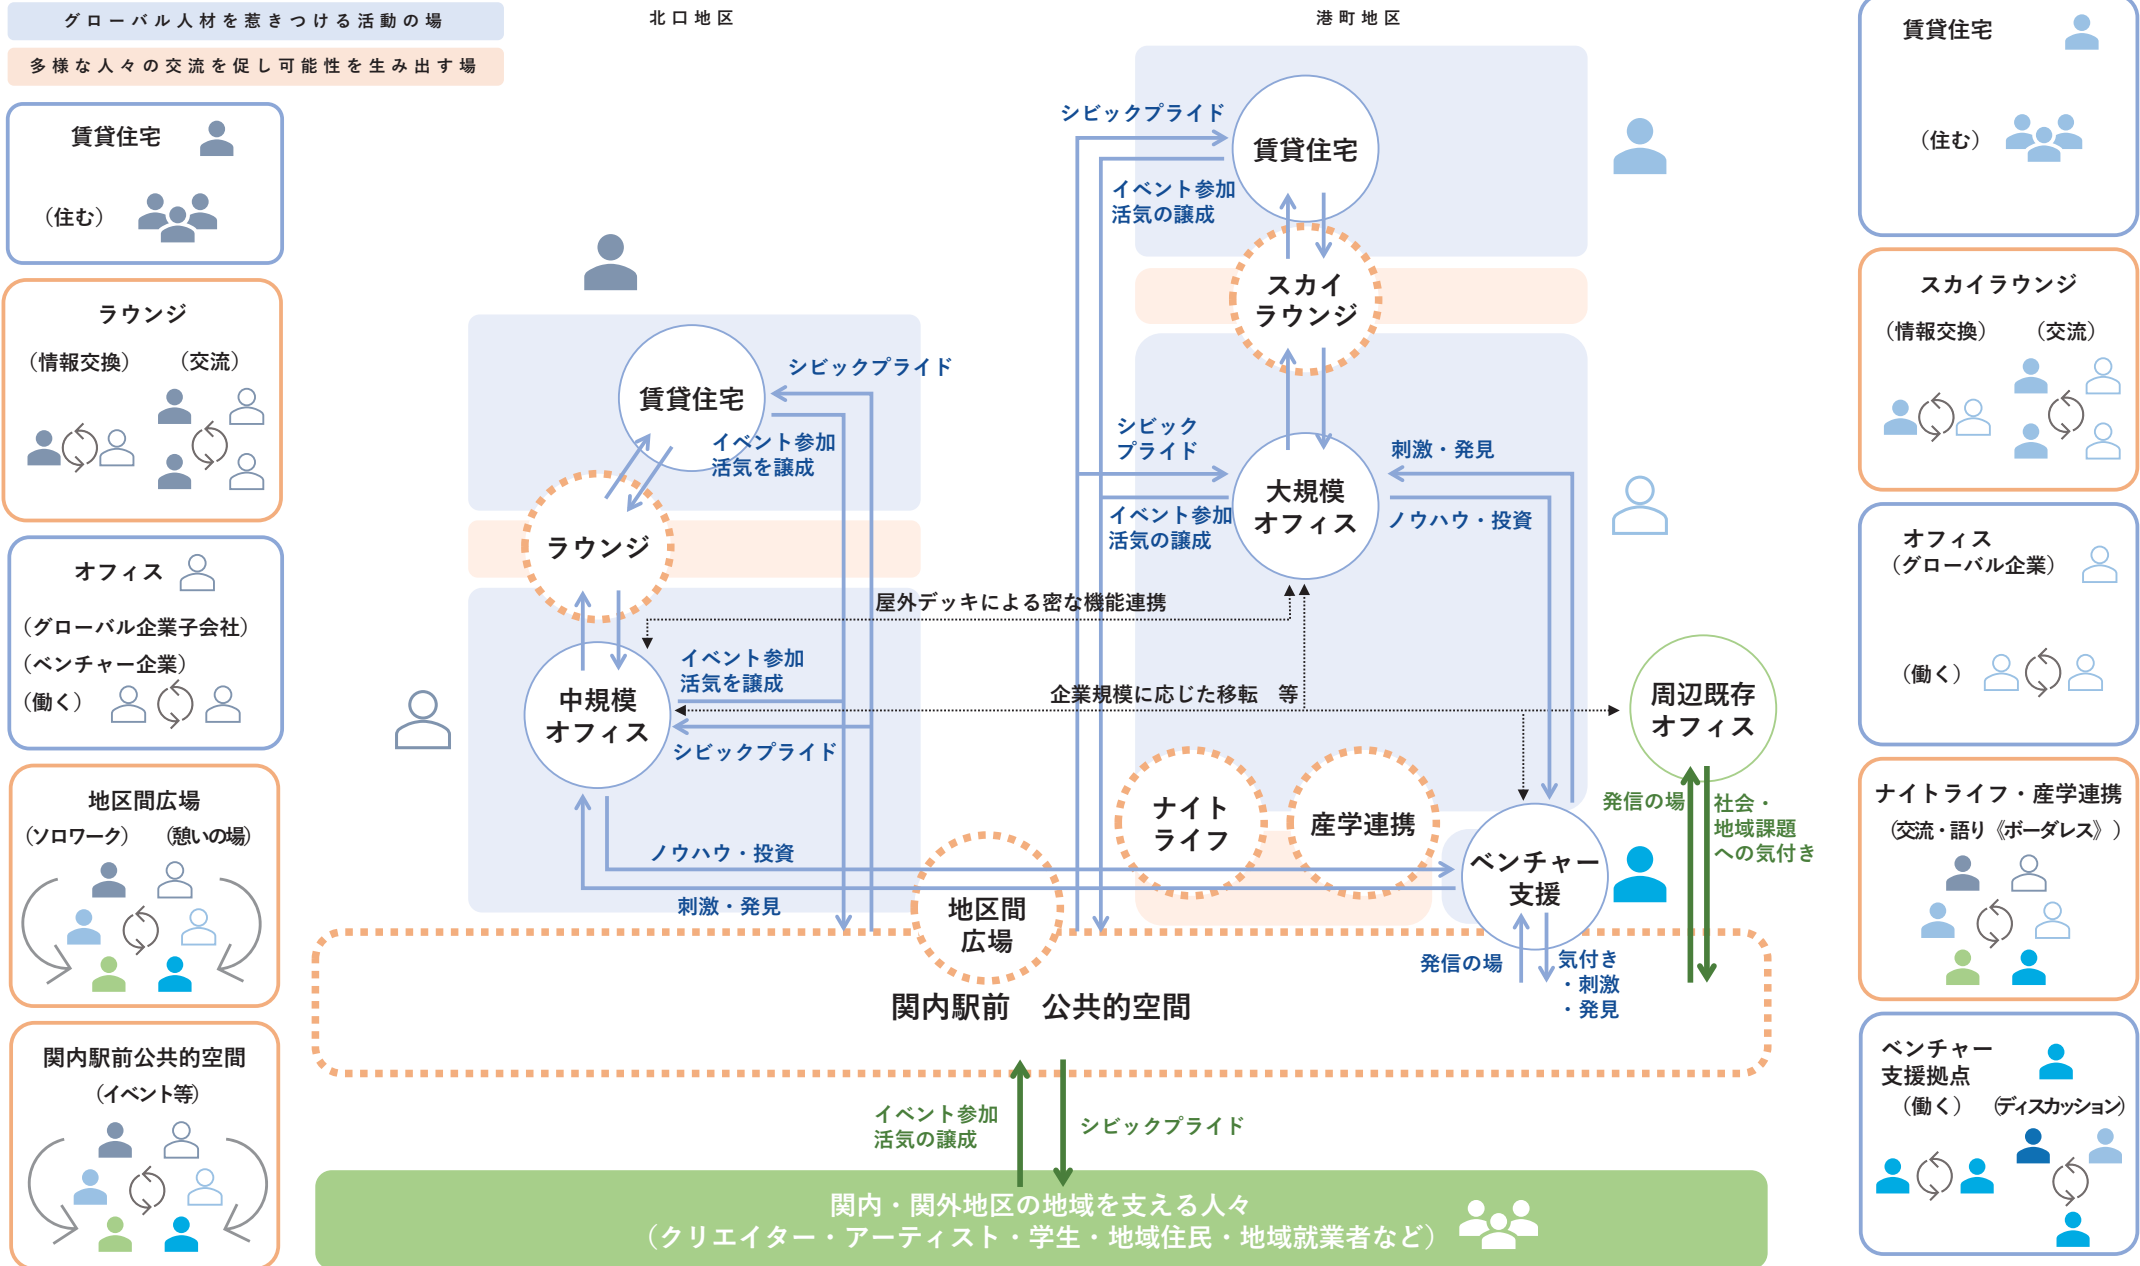 グローバル人材を惹きつける活動の場
多様な人々の交流を促し可能性を生み出す場
北口地区
港町地区
賃貸住宅
（住む）
ラウンジ
（情報交換）
（交流）
オフィス
（グローバル企業子会社）
（ベンチャー企業）
（働く）
地区間広場
（ソロワーク）
（憩いの場）
関内駅前公共的空間
（イベント等）
賃貸住宅
シビックプライド
イベント参加
活気を譲成
ラウンジ
中規模
オフィス
イベント参加
活気を譲成
シビックプライド
ノウハウ・投資
刺激・発見
屋外デッキによる密な機能連携
企業規模に応じた移転　等
シビックプライド
賃貸住宅
イベント参加
活気の譲成
スカイ
ラウンジ
シビック
プライド
大規模
オフィス
イベント参加
活気の譲成
刺激・発見
ノウハウ・投資
ナイト
ライフ
産学連携
ベンチャー
支援
周辺既存
オフィス
発信の場
社会・
地域課題
への気付き
発信の場
気付き
・刺激
・発見
地区間
広場
関内駅前　公共的空間
イベント参加
活気の譲成
シビックプライド
関内・関外地区の地域を支える人々
（クリエイター・アーティスト・学生・地域住民・地域就業者など）
賃貸住宅
（住む）
スカイラウンジ
（情報交換）
（交流）
オフィス
（グローバル企業）
（働く）
ナイトライフ・産学連携
（交流・語り《ボーダレス》）
ベンチャー
支援拠点
（働く）
（ディスカッション）